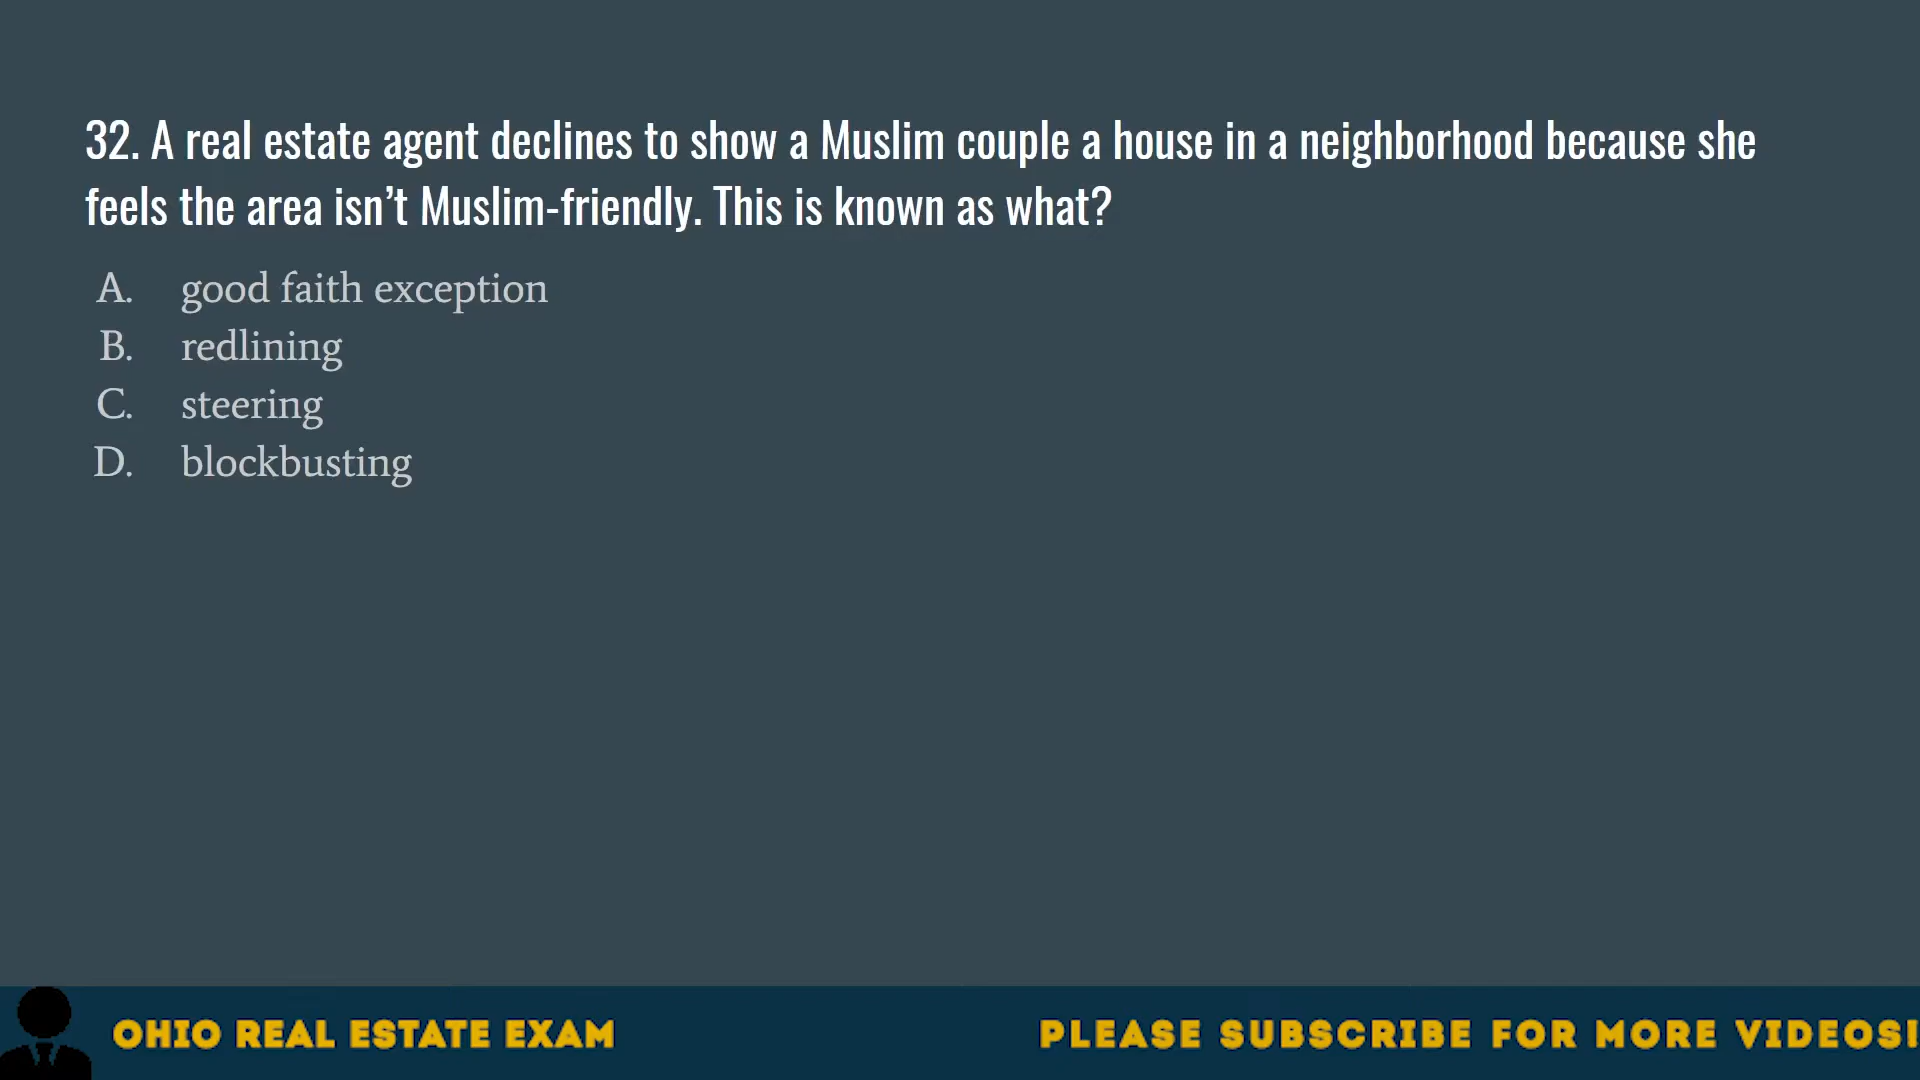 32. A real estate agent declines to show a Muslim couple a house in a neighborhood because she
feels the area isn’t Muslim-friendly. This is known as what?
A. good faith exception
B. redlining
C. steering
D. blockbusting
OHIO REAL ESTATE EXAM
PLEASE SUBSCRIBE FOR MORE VIDEOS!